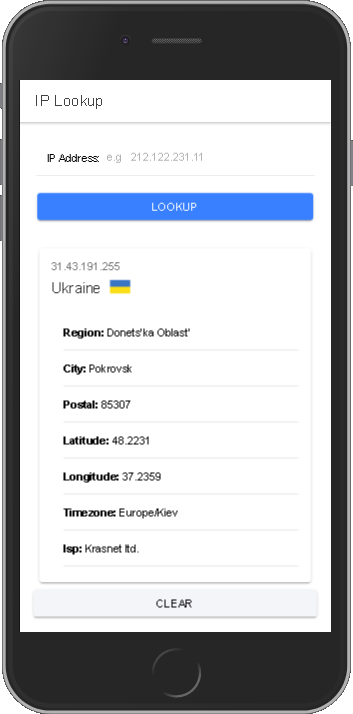 IP Lookup
IP Address: e.g 212.122.231.11
LOOKUP
31.43.191.255
Ukraine
Region: Donets'ka Oblast'
City: Pokrovsk
Postal: 85307
Latitude: 48.2231
Longitude: 37.2359
Timezone: Europe/Kiev
Isp: Krasnet ltd.
CLEAR